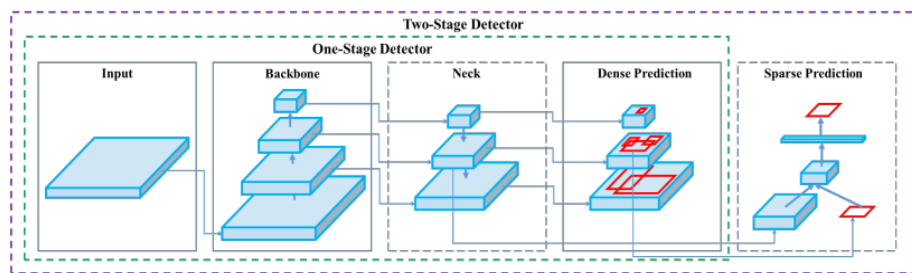 Two-Stage Detector
One-Stage Detector
Input
Backbone
Neck
Dense Prediction
Sparse Prediction